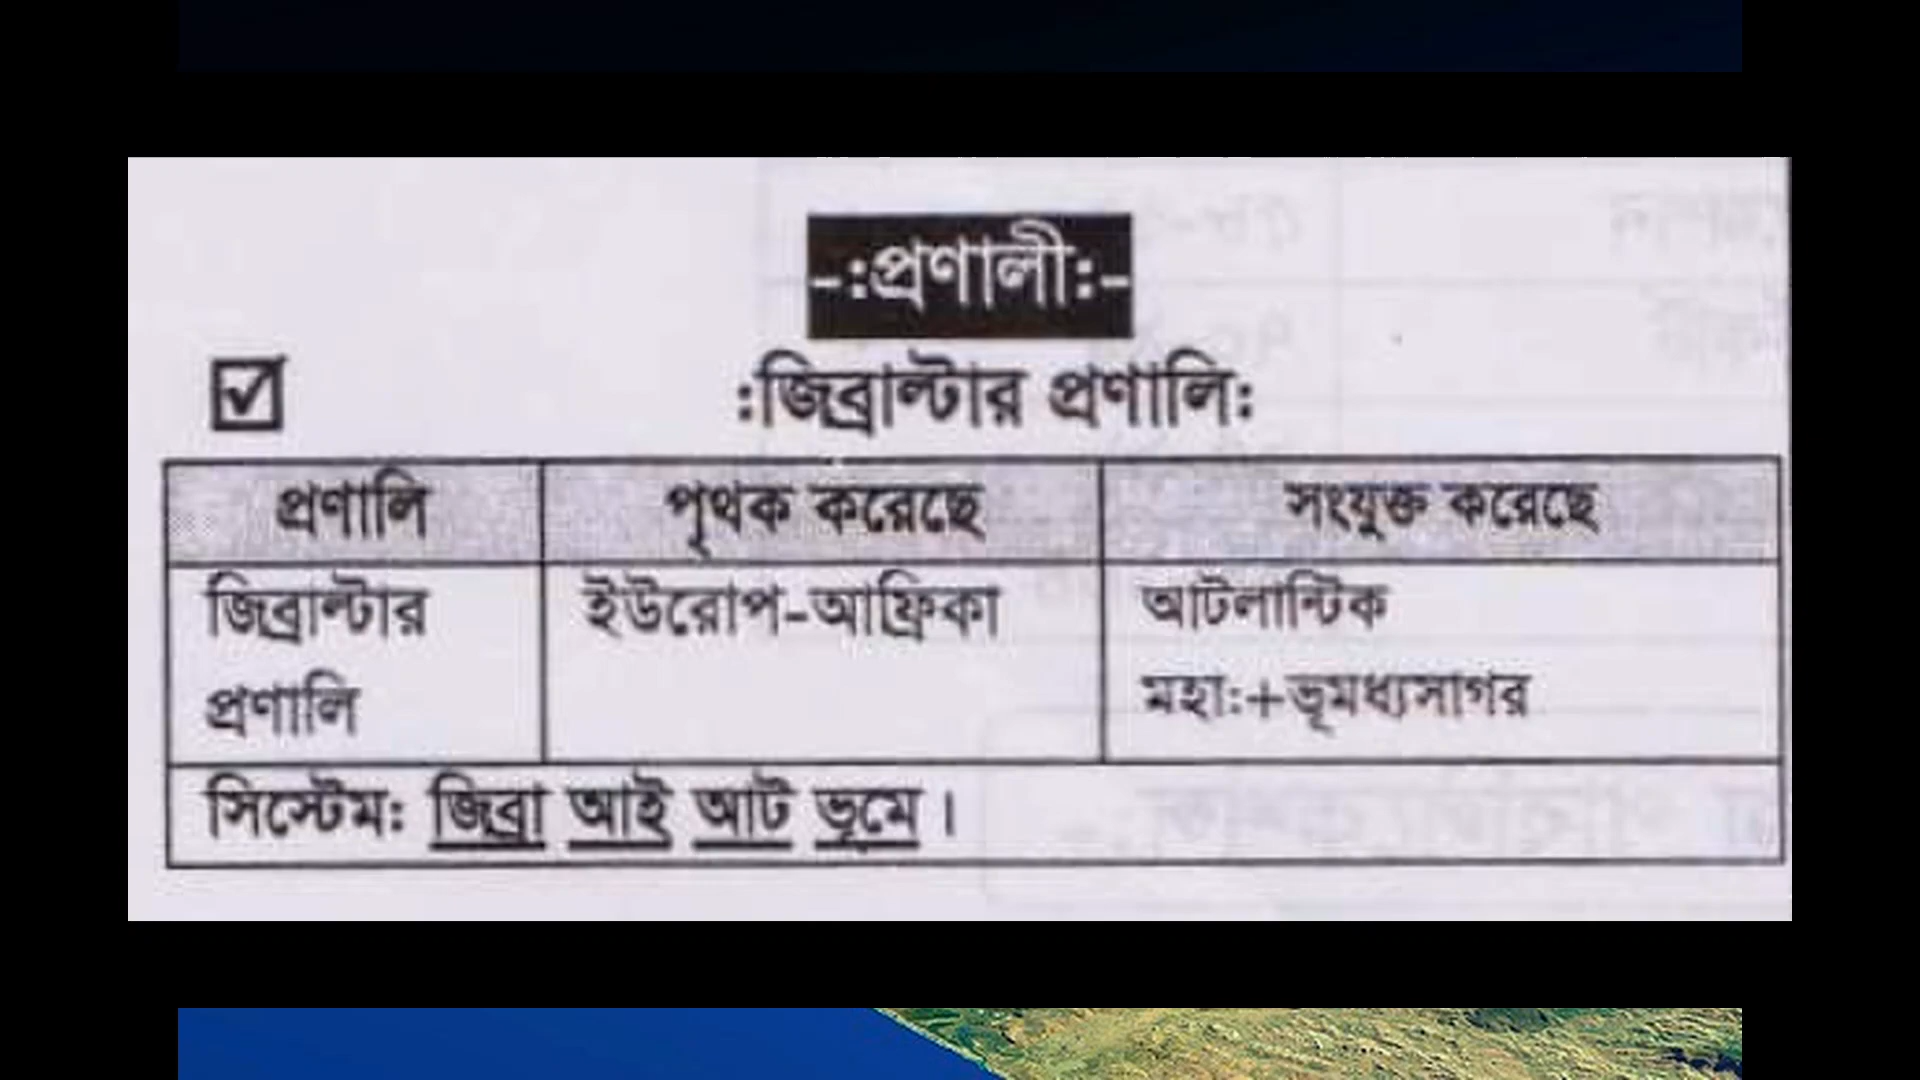 -:প্রণালী:-
:জিব্রাল্টার প্রণালি:
প্রণালি পৃথক করেছে সংযুক্ত করেছে
জিব্রাল্টার ইউরোপ-আফ্রিকা আটলান্টিক
প্রণালি মহা:+ভূমধ্যসাগর
সিস্টেম: জিব্রা আই আট ভূমে।